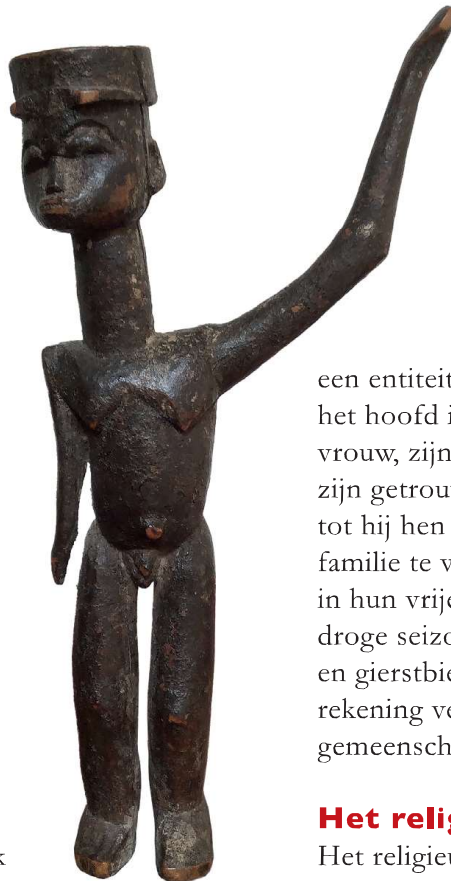 een entiteit
het hoofd i
vrouw, zijn
zijn getrou
tot hij hen
familie te v
in hun vrije
droge seizo
en gierstbie
rekening ve
gemeensch
Het relig
Het religieu
k